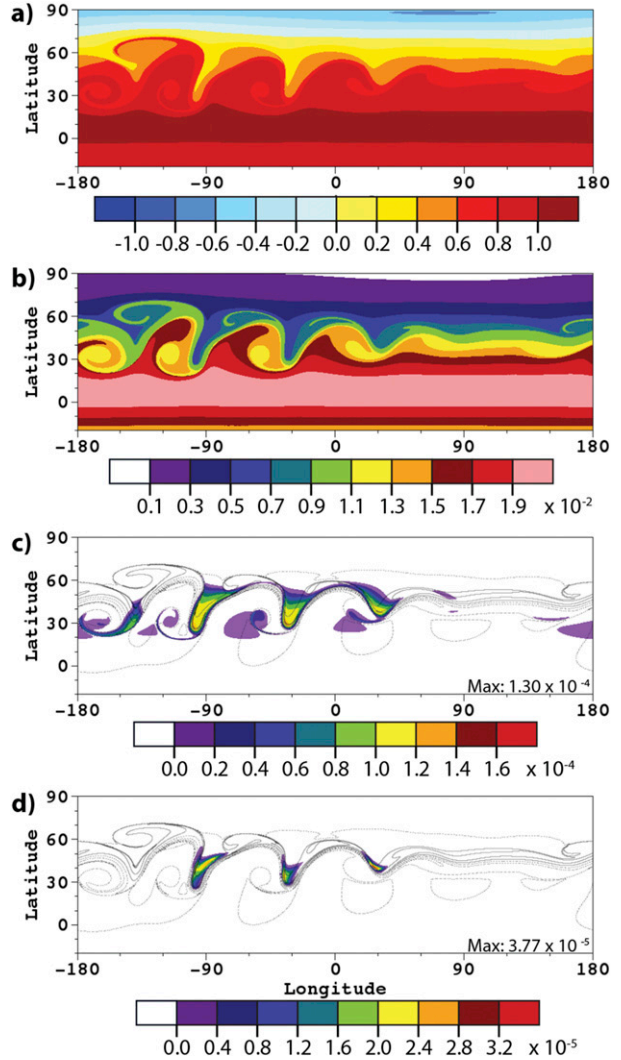 a)
90
60
30
0
Latitude
-180 -90 0 90 180
-1.0 -0.8 -0.6 -0.4 -0.2 0.0 0.2 0.4 0.6 0.8 1.0
b)
90
60
30
0
Latitude
-180 -90 0 90 180
0.1 0.3 0.5 0.7 0.9 1.1 1.3 1.5 1.7 1.9 x 10-2
c)
90
60
30
0
Latitude
Max: 1.30 x 10 -4
-180 -90 0 90 180
0.0 0.2 0.4 0.6 0.8 1.0 1.2 1.4 1.6 x 10-4
d)
90
60
30
0
Latitude
Max: 3.77 x 10 -5
-180 -90 0 90 180
Longitude
0.0 0.4 0.8 1.2 1.6 2.0 2.4 2.8 3.2 x 10-5